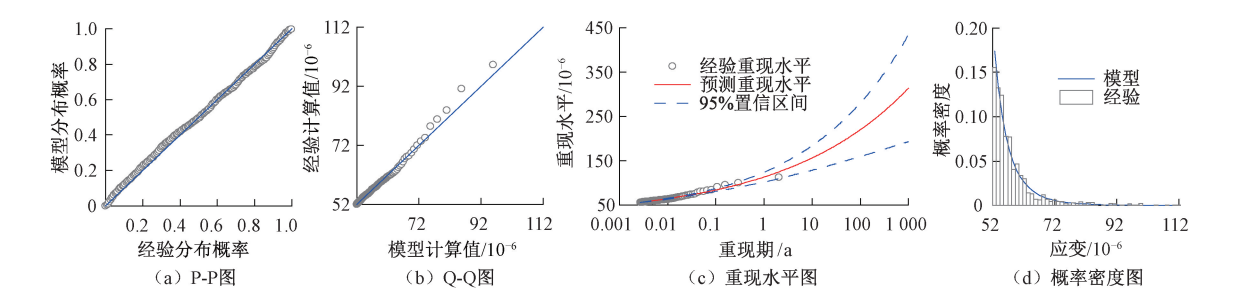 1.0
0.8
0.6
0.4
0.2
0
模型分布概率
0.2 0.4 0.6 0.8 1.0
经验分布概率
(a) P-P图
112
92
72
52
经验计算值/10⁻⁶
72 92 112
模型计算值/10⁻⁶
(b) Q-Q图
450
350
250
150
50
重现水平/10⁻⁶
经验重现水平
预测重现水平
95%置信区间
0.001 0.01 0.1 1 10 100 1 000
重现期/a
(c) 重现水平图
0.20
0.15
0.10
0.05
0
概率密度
模型
经验
52 72 92 112
应变/10⁻⁶
(d) 概率密度图